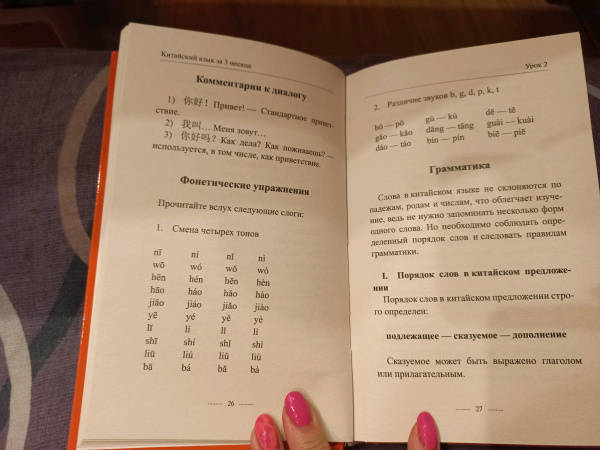 Китайский язык за 3 месяца
Комментарии к диалогу
1) 你好! Привет! — Стандартное приветствие.
2) 我叫… Меня зовут…
3) 你好吗? Как дела? Как поживаешь? —
используется, в том числе, как приветствие.
Фонетические упражнения
Прочитайте вслух следующие слоги:
1. Смена четырех тонов
nī ní nǐ nì
wō wó wǒ wò
hēn hén hěn hèn
hāo háo hǎo hào
jiāo jiáo jiǎo jiào
yē yé yě yè
lī lí lǐ lì
shī shí shǐ shì
liū liú liǔ liù
bā bá bǎ bà
26
Урок 2
2. Различие звуков b, g, d, p, k, t
bō — pō gū — kū dē — tē
gāo — kāo dāng — tāng guài — kuài
dáo — táo bīn — pīn biē — piē
Грамматика
Слова в китайском языке не склоняются по
падежам, родам и числам, что облегчает изуче-
ние, ведь не нужно запоминать несколько форм
одного слова. Но необходимо соблюдать опре-
деленный порядок слов и следовать правилам
грамматики.
I. Порядок слов в китайском предложе-
нии
Порядок слов в китайском предложении стро-
го определен:
подлежащее — сказуемое — дополнение
Сказуемое может быть выражено глаголом
или прилагательным.
27